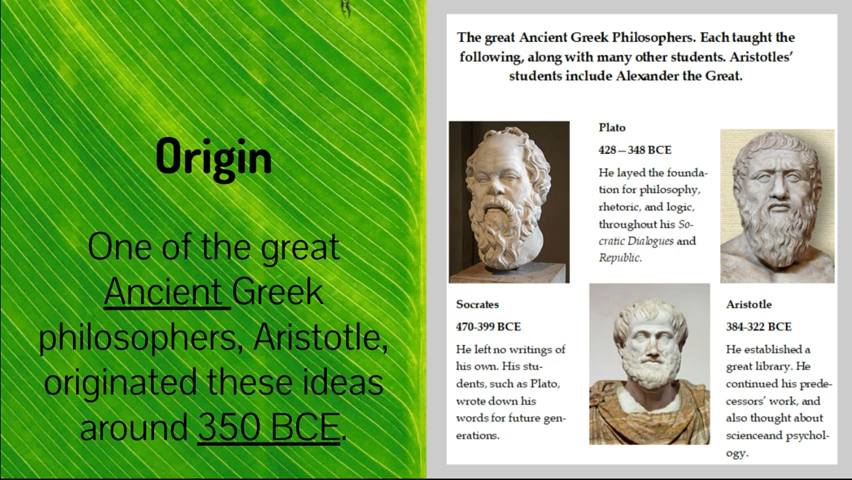 Origin
One of the great
Ancient Greek
philosophers, Aristotle,
originated these ideas
around 350 BCE.
The great Ancient Greek Philosophers. Each taught the
following, along with many other students. Aristotles’
students include Alexander the Great.
Plato
428 – 348 BCE
He layed the founda-
tion for philosophy,
rhetoric, and logic,
throughout his So-
cratic Dialogues and
Republic.
Socrates
470-399 BCE
He left no writings of
his own. His stu-
dents, such as Plato,
wrote down his
words for future gen-
erations.
Aristotle
384-322 BCE
He established a
great library. He
continued his prede-
cessors’ work, and
also thought about
scienceand psychol-
ogy.